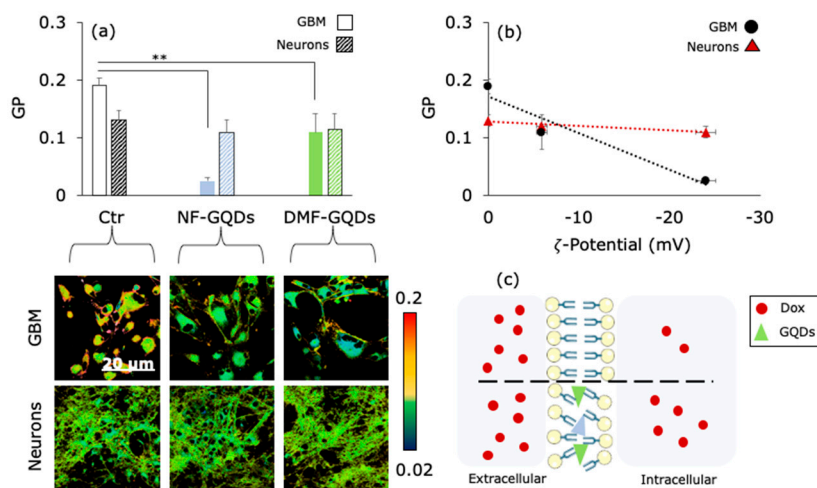 (a)
GBM
Neurons
**
GP
0.3
0.2
0.1
0
Ctr
NF-GQDs
DMF-GQDs
(b)
GBM
Neurons
GP
0.3
0.2
0.1
0
0
-10
-20
-30
ζ-Potential (mV)
GBM
20 μm
Neurons
0.2
0.02
(c)
Dox
GQDs
Extracellular
Intracellular